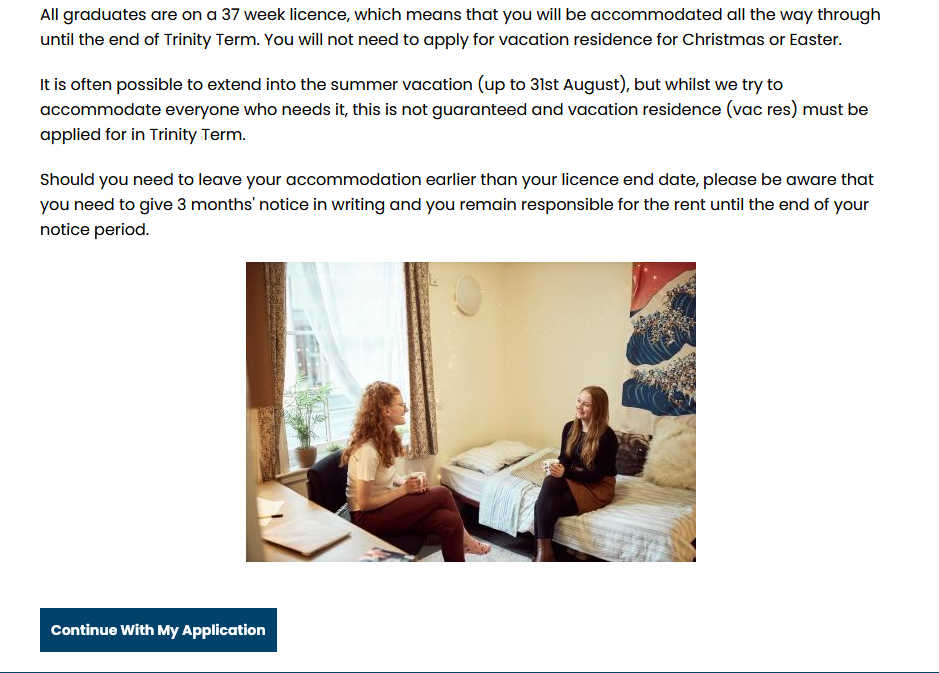 All graduates are on a 37 week licence, which means that you will be accommodated all the way through
until the end of Trinity Term. You will not need to apply for vacation residence for Christmas or Easter.
It is often possible to extend into the summer vacation (up to 31st August), but whilst we try to
accommodate everyone who needs it, this is not guaranteed and vacation residence (vac res) must be
applied for in Trinity Term.
Should you need to leave your accommodation earlier than your licence end date, please be aware that
you need to give 3 months' notice in writing and you remain responsible for the rent until the end of your
notice period.
Continue With My Application